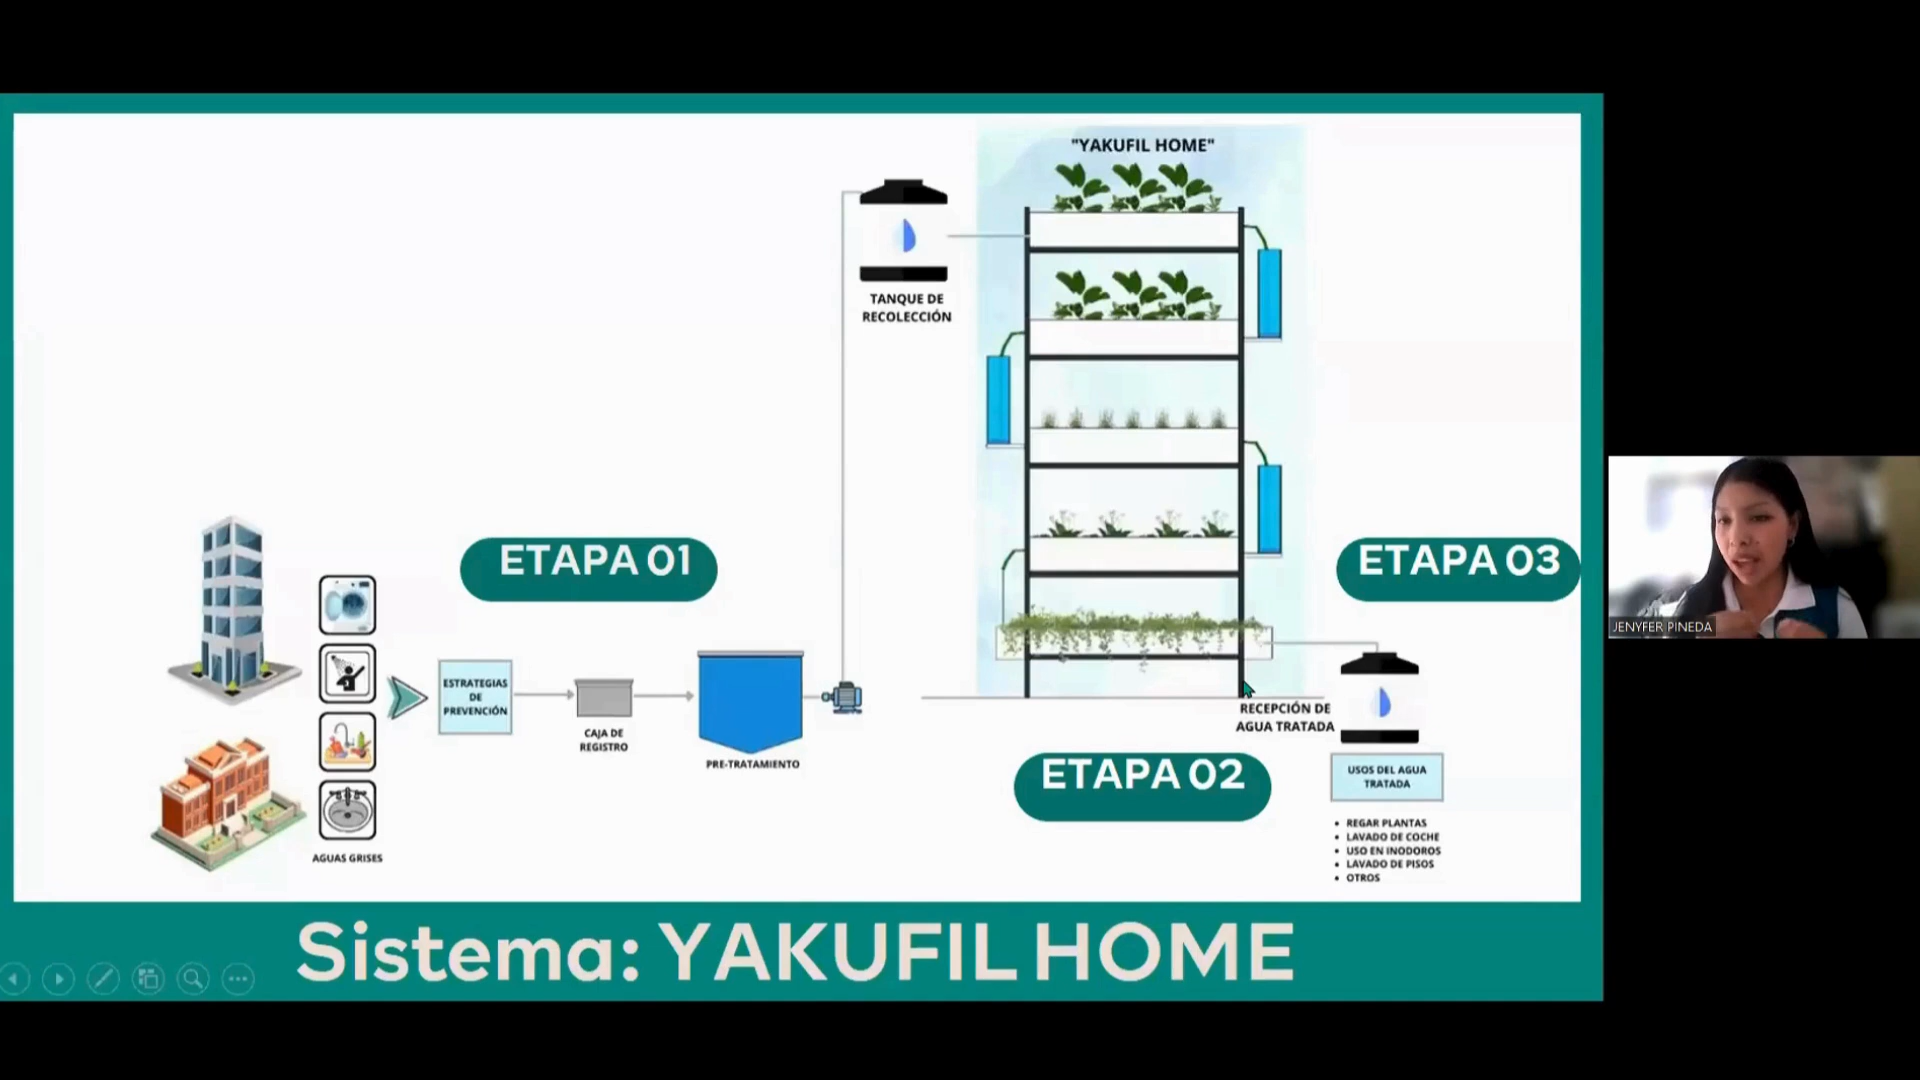 "YAKUFIL HOME"
TANQUE DE
RECOLECCIÓN
ETAPA 01
ETAPA 03
ESTRATEGIAS
DE
PREVENCIÓN
CAJA DE
REGISTRO
PRE-TRATAMIENTO
AGUAS GRISES
RECEPCIÓN DE
AGUA TRATADA
ETAPA 02
USOS DEL AGUA
TRATADA
• REGAR PLANTAS
• LAVADO DE COCHE
• USO EN INODOROS
• LAVADO DE PISOS
• OTROS
Sistema: YAKUFIL HOME
JENYFER PINEDA